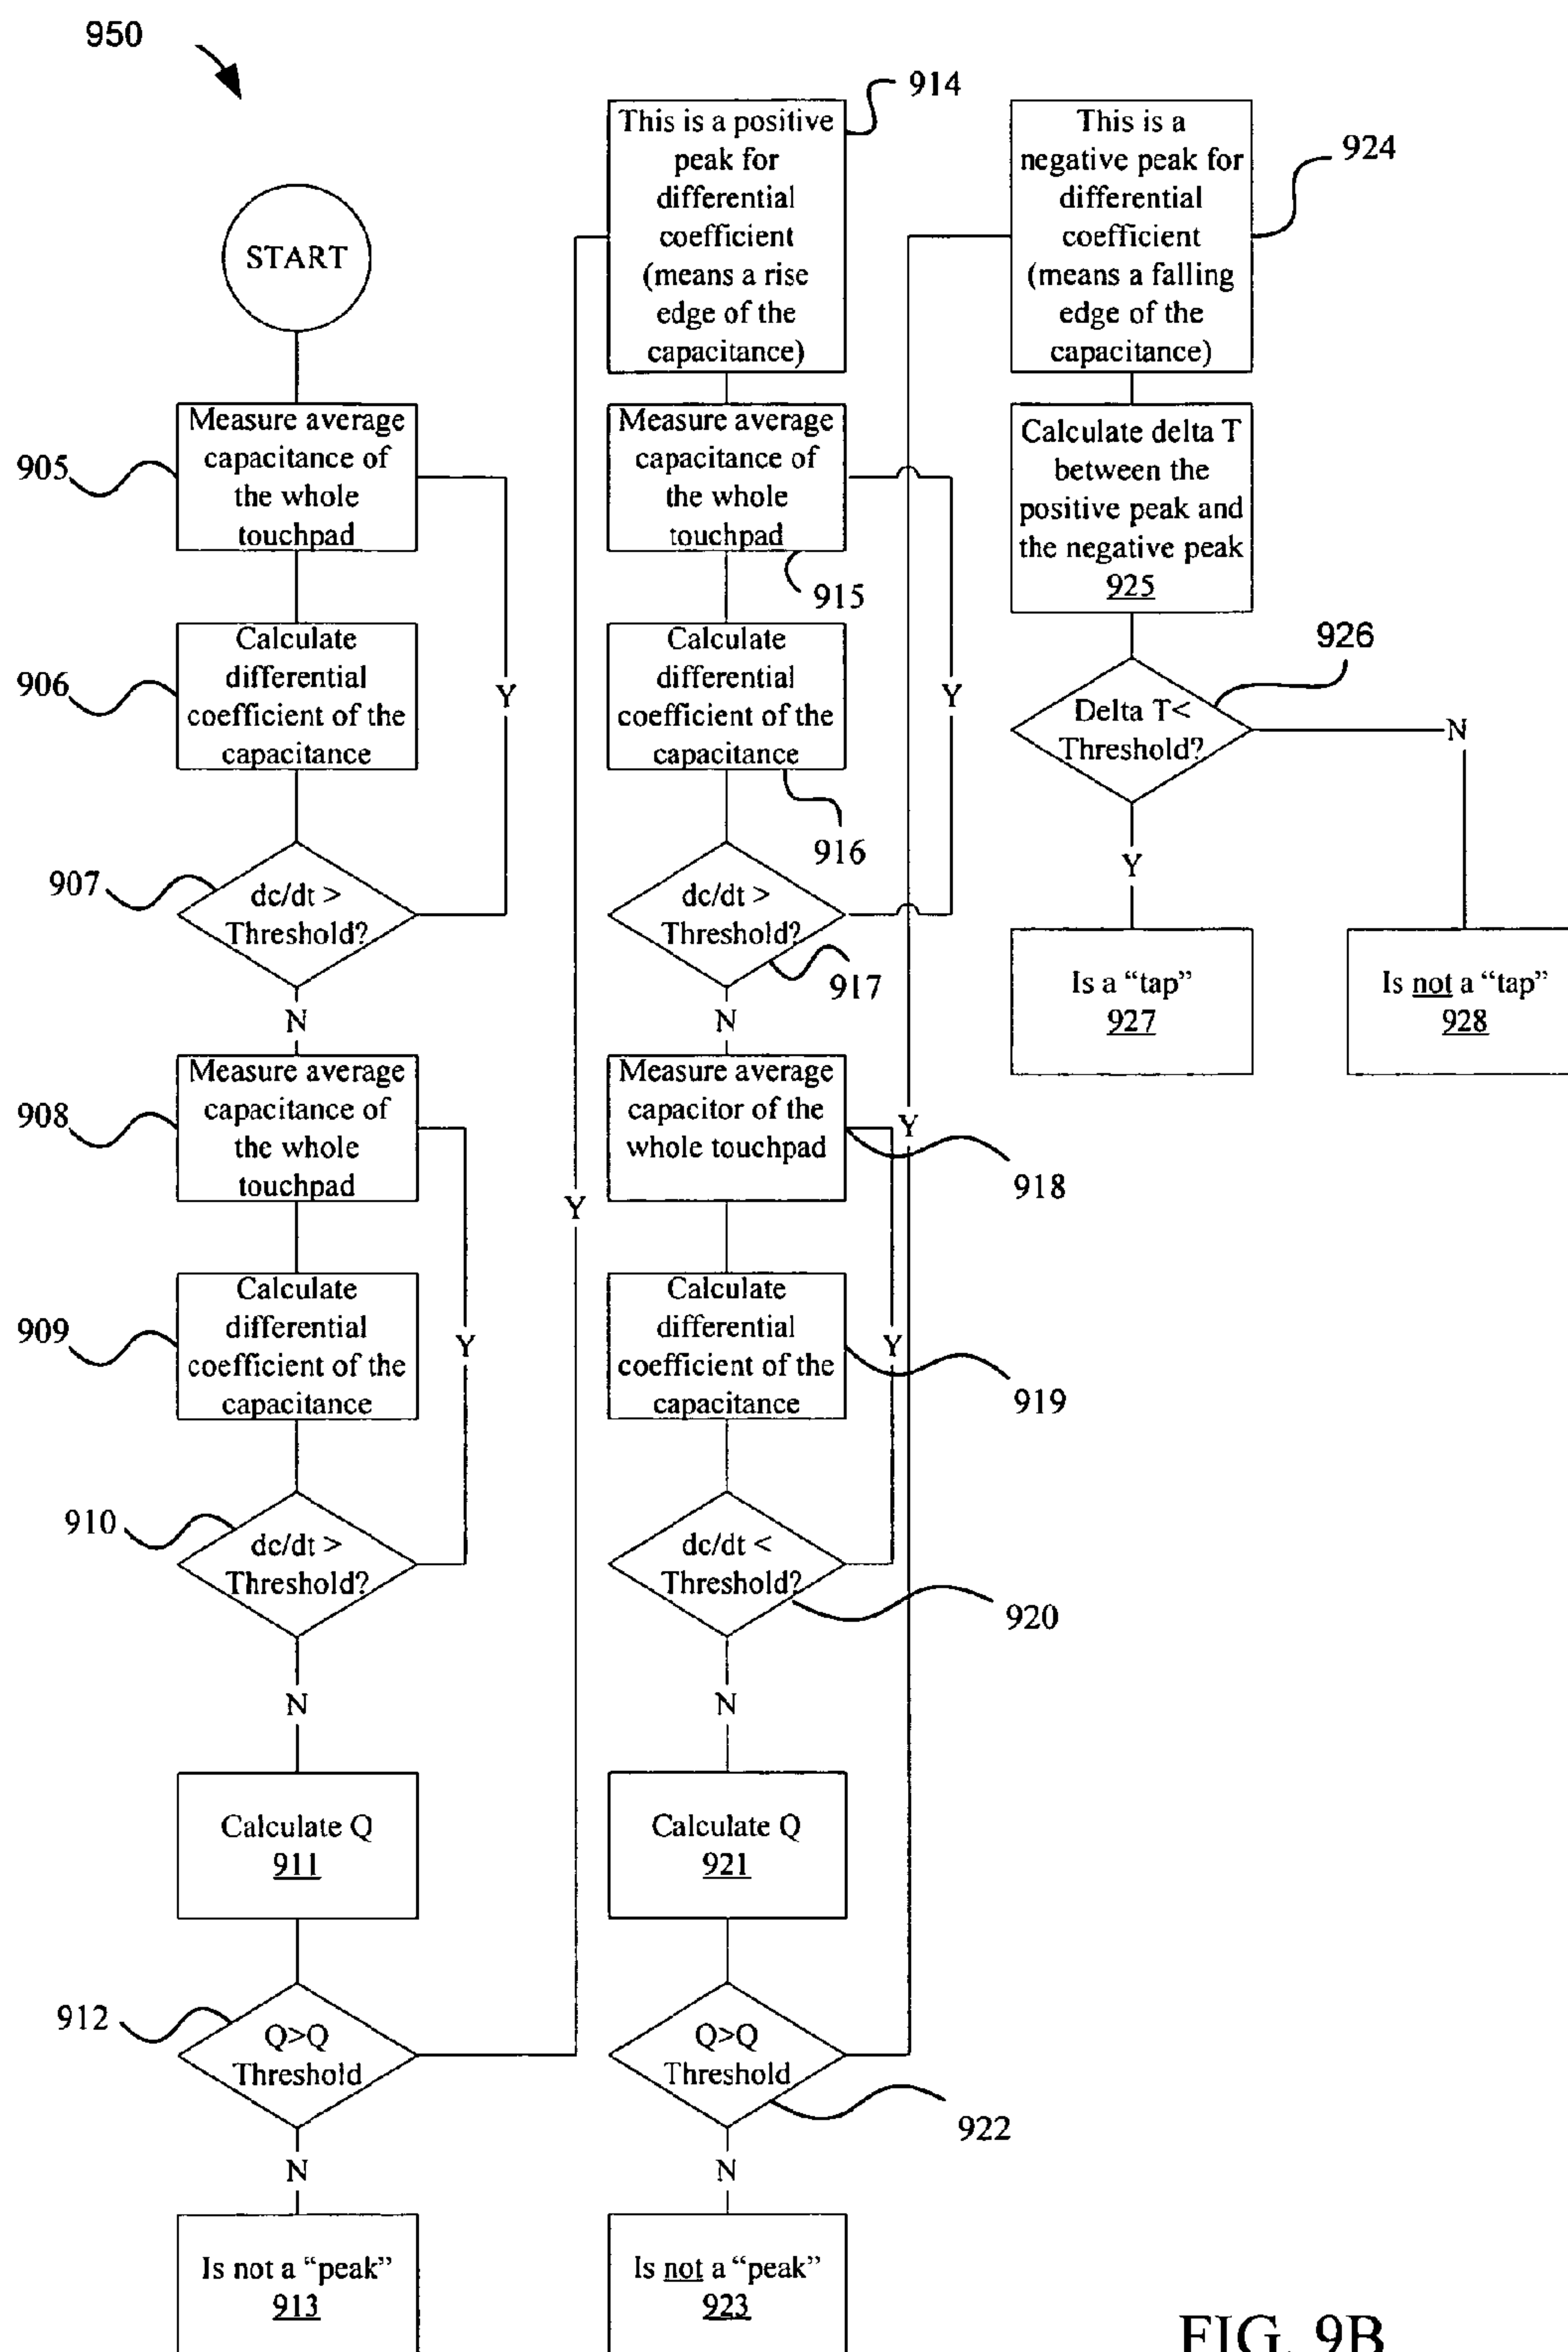 950
START
905
Measure average
capacitance of
the whole
touchpad
906
Calculate
differential
coefficient of the
capacitance
Y
907
dc/dt >
Threshold?
N
908
Measure average
capacitance of
the whole
touchpad
909
Calculate
differential
coefficient of the
capacitance
Y
910
dc/dt >
Threshold?
N
Calculate Q
911
912
Q>Q
Threshold
N
Is not a “peak”
913
Y
914
This is a positive
peak for
differential
coefficient
(means a rise
edge of the
capacitance)
Measure average
capacitance of
the whole
touchpad
915
Calculate
differential
coefficient of the
capacitance
916
Y
dc/dt >
Threshold?
917
N
Measure average
capacitor of the
whole touchpad
918
Calculate
differential
coefficient of the
capacitance
919
Y
dc/dt <
Threshold?
920
N
Calculate Q
921
Q>Q
Threshold
922
N
Is not a “peak”
923
Y
924
This is a
negative peak for
differential
coefficient
(means a falling
edge of the
capacitance)
Calculate delta T
between the
positive peak and
the negative peak
925
926
Delta T<
Threshold?
N
Y
Is a “tap”
927
Is not a “tap”
928
FIG. 9B